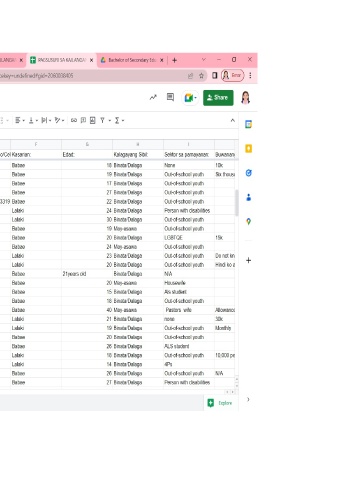 SUSLANGI
PAGSUSURI SA KAILANGAN
Bachelor of Secondary Edu
cekey=undefined#gid=2060008405
Error
Share
F G H I
o/Cel Kasarian: Edad: Kalagayang Sibil: Sektor sa pamayanan: Buwanan
Babae 18 Binata/Dalaga None 10k
Babae 19 Binata/Dalaga Out-of-school youth Six thous
Babae 17 Binata/Dalaga Out-of-school youth
Babae 27 Binata/Dalaga Out-of-school youth
3319 Babae 22 Binata/Dalaga Out-of-school youth
Lalaki 24 Binata/Dalaga Person with disabilities
Lalaki 30 Binata/Dalaga Out-of-school youth
Babae 19 May-asawa Out-of-school youth
Babae 20 Binata/Dalaga LGBTQE 15k
Babae 24 May-asawa Out-of-school youth
Lalaki 23 Binata/Dalaga Out-of-school youth Do not kn
Lalaki 20 Binata/Dalaga Out-of-school youth Hindi ko a
Babae 21years old Binata/Dalaga N/A
Babae 20 May-asawa Housewife
Babae 15 Binata/Dalaga Als student
Babae 18 Binata/Dalaga Out-of-school youth
Babae 40 May-asawa Pastors wife Allowance
Lalaki 21 Binata/Dalaga none 30k
Lalaki 19 Binata/Dalaga Out-of-school youth Monthly
Babae 20 Binata/Dalaga Out-of-school youth
Babae 26 Binata/Dalaga ALS student
Lalaki 18 Binata/Dalaga Out-of-school youth 10,000 pe
Lalaki 14 Binata/Dalaga 4Ps
Babae 26 Binata/Dalaga Out-of-school youth N/A
Babae 27 Binata/Dalaga Person with disabilities
Explore